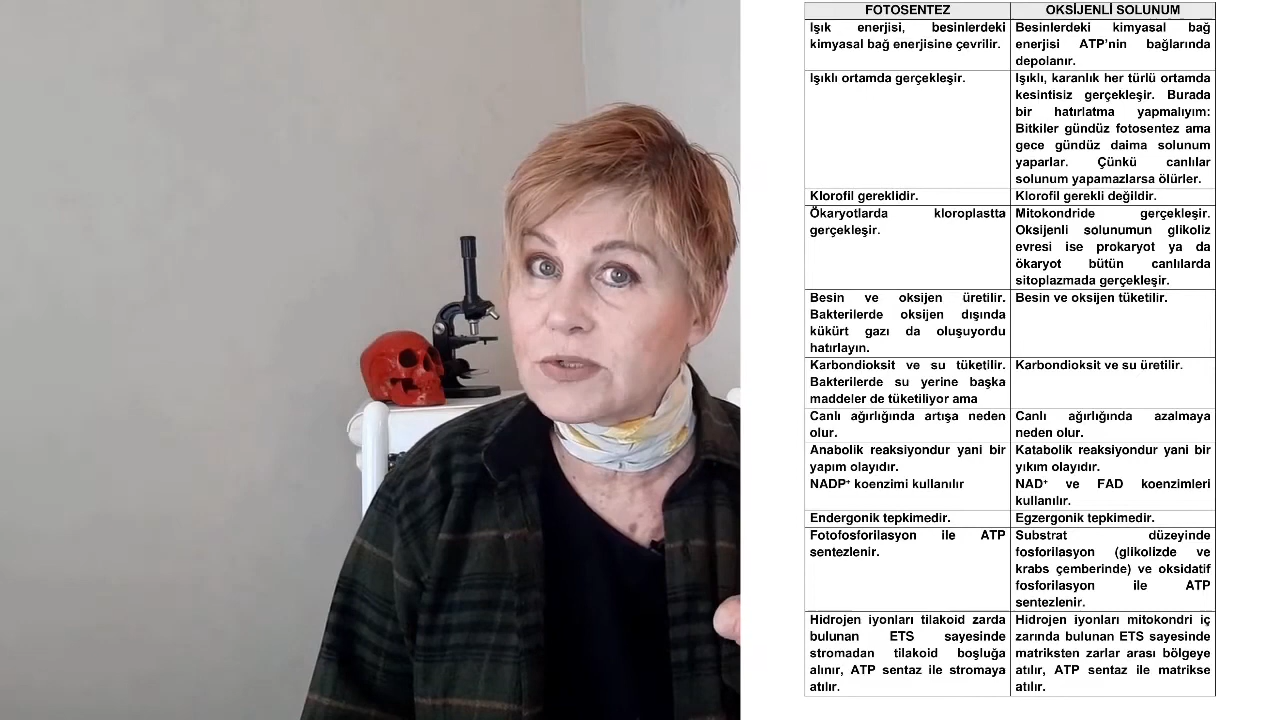 FOTOSENTEZ
OKSİJENLİ SOLUNUM
Işık enerjisi, besinlerdeki
kimyasal bağ enerjisine çevrilir.
Besinlerdeki kimyasal bağ
enerjisi ATP'nin bağlarında
depolanır.
Işıklı ortamda gerçekleşir.
Işıklı, karanlık her türlü ortamda
kesintisiz gerçekleşir. Burada
bir hatırlatma yapmalıyım:
Bitkiler gündüz fotosentez ama
gece gündüz daima solunum
yaparlar. Çünkü canlılar
solunum yapamazlarsa ölürler.
Klorofil gereklidir.
Klorofil gerekli değildir.
Ökaryotlarda kloroplastta
gerçekleşir.
Mitokondride gerçekleşir.
Oksijenli solunumun glikoliz
evresi ise prokaryot ya da
ökaryot bütün canlılarda
sitoplazmada gerçekleşir.
Besin ve oksijen üretilir.
Bakterilerde oksijen dışında
kükürt gazı da oluşuyordu
hatırlayın.
Besin ve oksijen tüketilir.
Karbondioksit ve su tüketilir.
Bakterilerde su yerine başka
maddeler de tüketiliyor ama
Karbondioksit ve su üretilir.
Canlı ağırlığında artışa neden
olur.
Canlı ağırlığında azalmaya
neden olur.
Anabolik reaksiyondur yani bir
yapım olayıdır.
NADP⁺ koenzimi kullanılır
Katabolik reaksiyondur yani bir
yıkım olayıdır.
NAD⁺ ve FAD koenzimleri
kullanılır.
Endergonik tepkimedir.
Egzergonik tepkimedir.
Fotofosforilasyon ile ATP
sentezlenir.
Substrat düzeyinde
fosforilasyon (glikolizde ve
krabs çemberinde) ve oksidatif
fosforilasyon ile ATP
sentezlenir.
Hidrojen iyonları tilakoid zarda
bulunan ETS sayesinde
stromadan tilakoid boşluğa
alınır, ATP sentaz ile stromaya
atılır.
Hidrojen iyonları mitokondri iç
zarında bulunan ETS sayesinde
matriksten zarlar arası bölgeye
atılır, ATP sentaz ile matrikse
atılır.